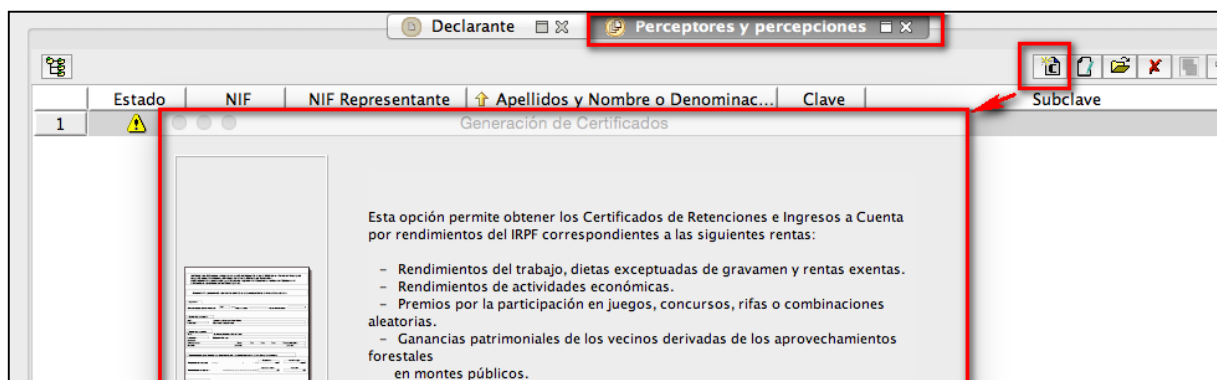 Declarante
Perceptores y percepciones
Estado NIF NIF Representante Apellidos y Nombre o Denominac... Clave Subclave
1
Generación de Certificados
Esta opción permite obtener los Certificados de Retenciones e Ingresos a Cuenta
por rendimientos del IRPF correspondientes a las siguientes rentas:
– Rendimientos del trabajo, dietas exceptuadas de gravamen y rentas exentas.
– Rendimientos de actividades económicas.
– Premios por la participación en juegos, concursos, rifas o combinaciones
aleatorias.
– Ganancias patrimoniales de los vecinos derivadas de los aprovechamientos
forestales
en montes públicos.